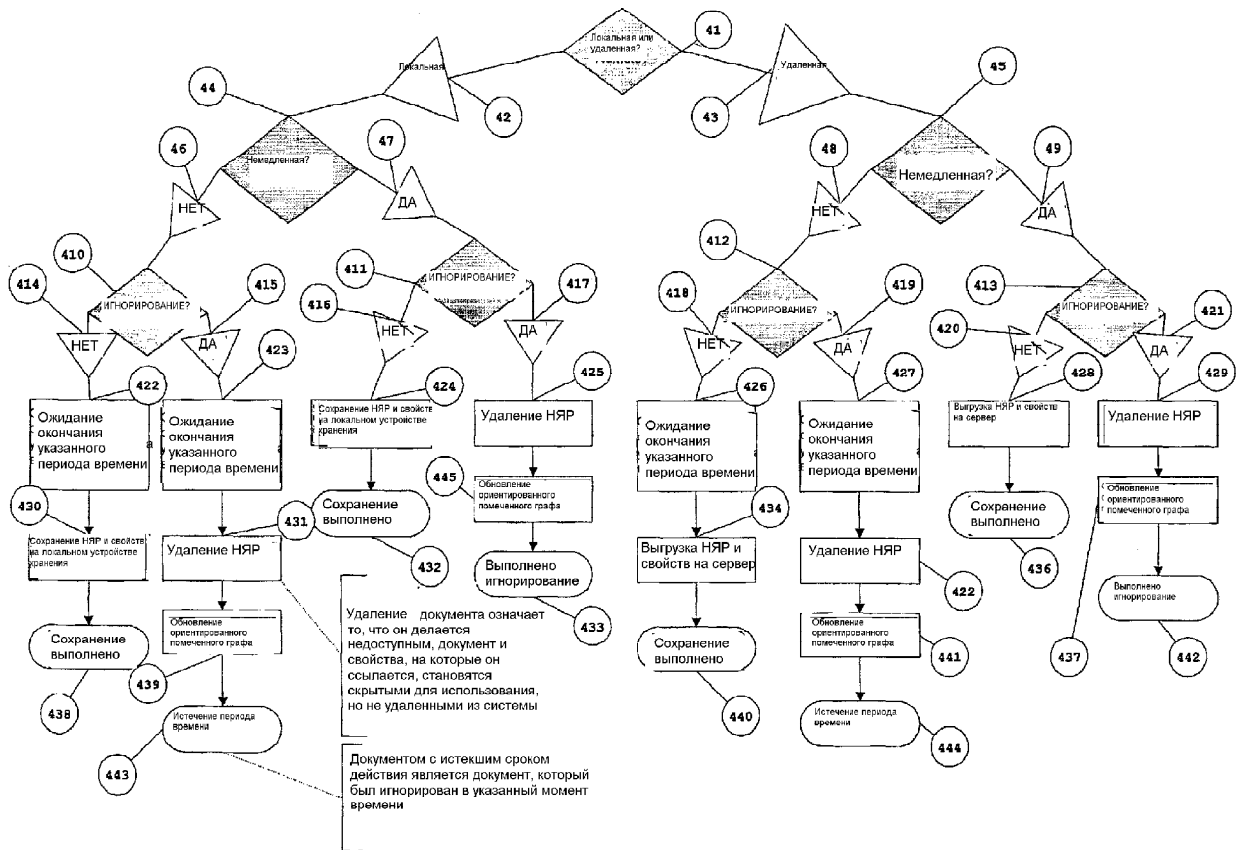 Локальная или
удаленная?
41
Локальная
Удаленная
42
43
44
45
Немедленная?
Немедленная?
46
47
48
49
НЕТ
ДА
НЕТ
ДА
410
411
412
413
ИГНОРИРОВАНИЕ?
ИГНОРИРОВАНИЕ?
ИГНОРИРОВАНИЕ?
ИГНОРИРОВАНИЕ?
414
415
416
417
418
419
420
421
НЕТ
ДА
НЕТ
ДА
НЕТ
ДА
НЕТ
ДА
422
423
424
425
426
427
428
429
Ожидание
окончания
указанного
периода времени
а
Ожидание
окончания
указанного
периода времени
Сохранение НЯР и свойств
на локальном устройстве
хранения
Удаление НЯР
Ожидание
окончания
указанного
периода времени
Ожидание
окончания
указанного
периода времени
Выгрузка НЯР и свойств
на сервер
Удаление НЯР
445
Обновление
ориентированного
помеченного графа
Обновление
ориентированного
помеченного графа
430
431
Сохранение
выполнено
432
434
Сохранение
выполнено
436
437
Сохранение НЯР и свойств
на локальном устройстве
хранения
Удаление НЯР
Выполнено
игнорирование
433
Выгрузка НЯР и
свойств на сервер
Удаление НЯР
422
Выполнено
игнорирование
442
Сохранение
выполнено
438
Обновление
ориентированного
помеченного графа
439
Удаление документа означает
то, что он делается
недоступным, документ и
свойства, на которые он
ссылается, становятся
скрытыми для использования,
но не удаленными из системы
Сохранение
выполнено
440
Обновление
ориентированного
помеченного графа
441
Истечение периода
времени
443
Истечение периода
времени
444
Документом с истекшим сроком
действия является документ, который
был игнорирован в указанный момент
времени